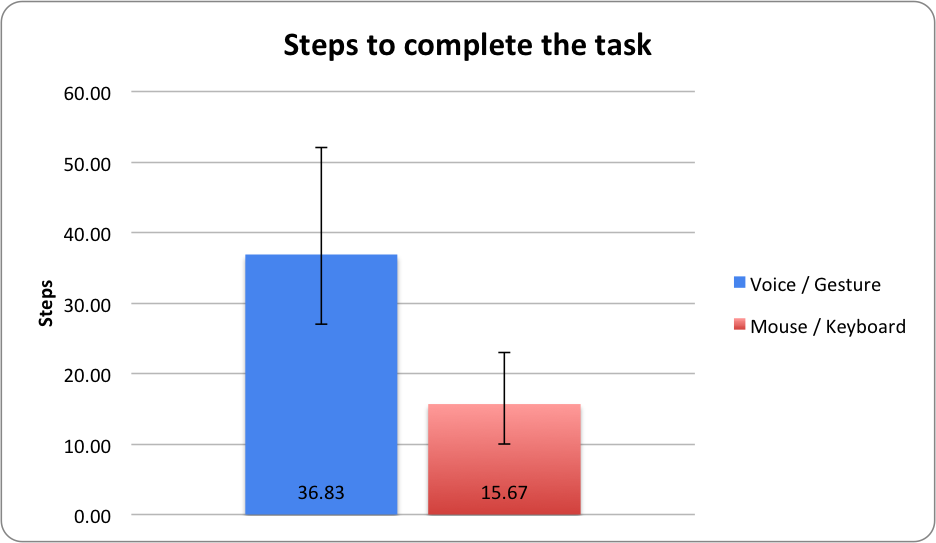 Steps to complete the task
60.00
50.00
40.00
30.00
20.00
10.00
0.00
Steps
36.83
15.67
Voice / Gesture
Mouse / Keyboard